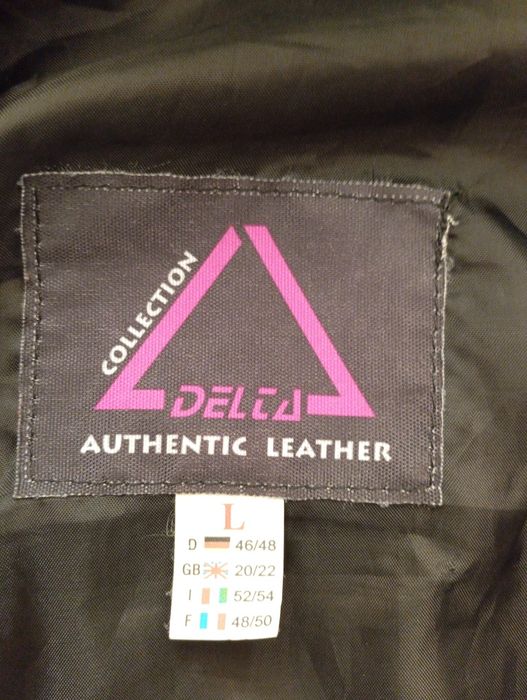 COLLECTION
DELTA
AUTHENTIC LEATHER
L
D 46/48
GB 20/22
I 52/54
F 48/50